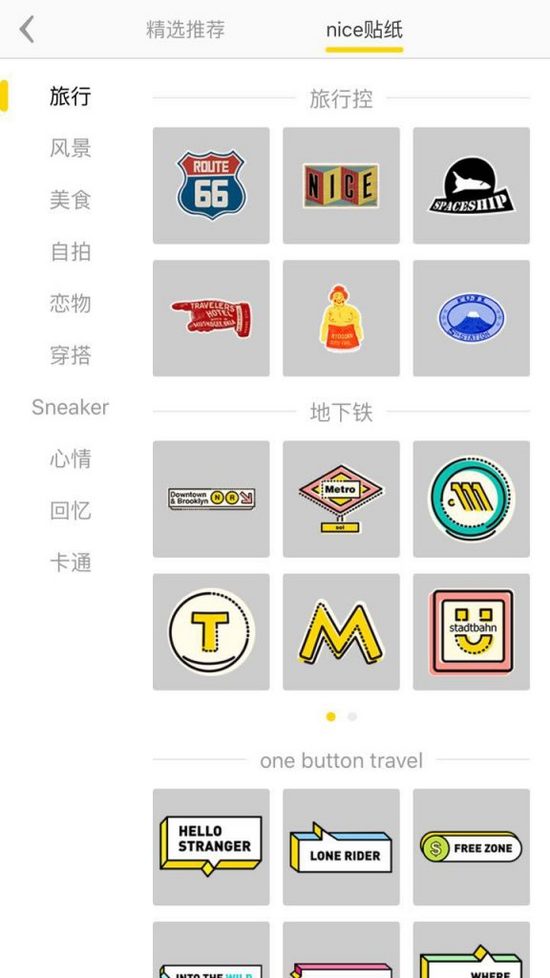 精选推荐
nice贴纸
旅行
风景
美食
自拍
恋物
穿搭
Sneaker
心情
回忆
卡通
旅行控
ROUTE
66
NICE
SPACESHIP
TRAVELERS
HOTEL
地下铁
Downtown
& Brooklyn N R
Metro
T
M
stadtbahn
one button travel
HELLO
STRANGER
LONE RIDER
$ FREE ZONE
INTO THE WILD
WHERE